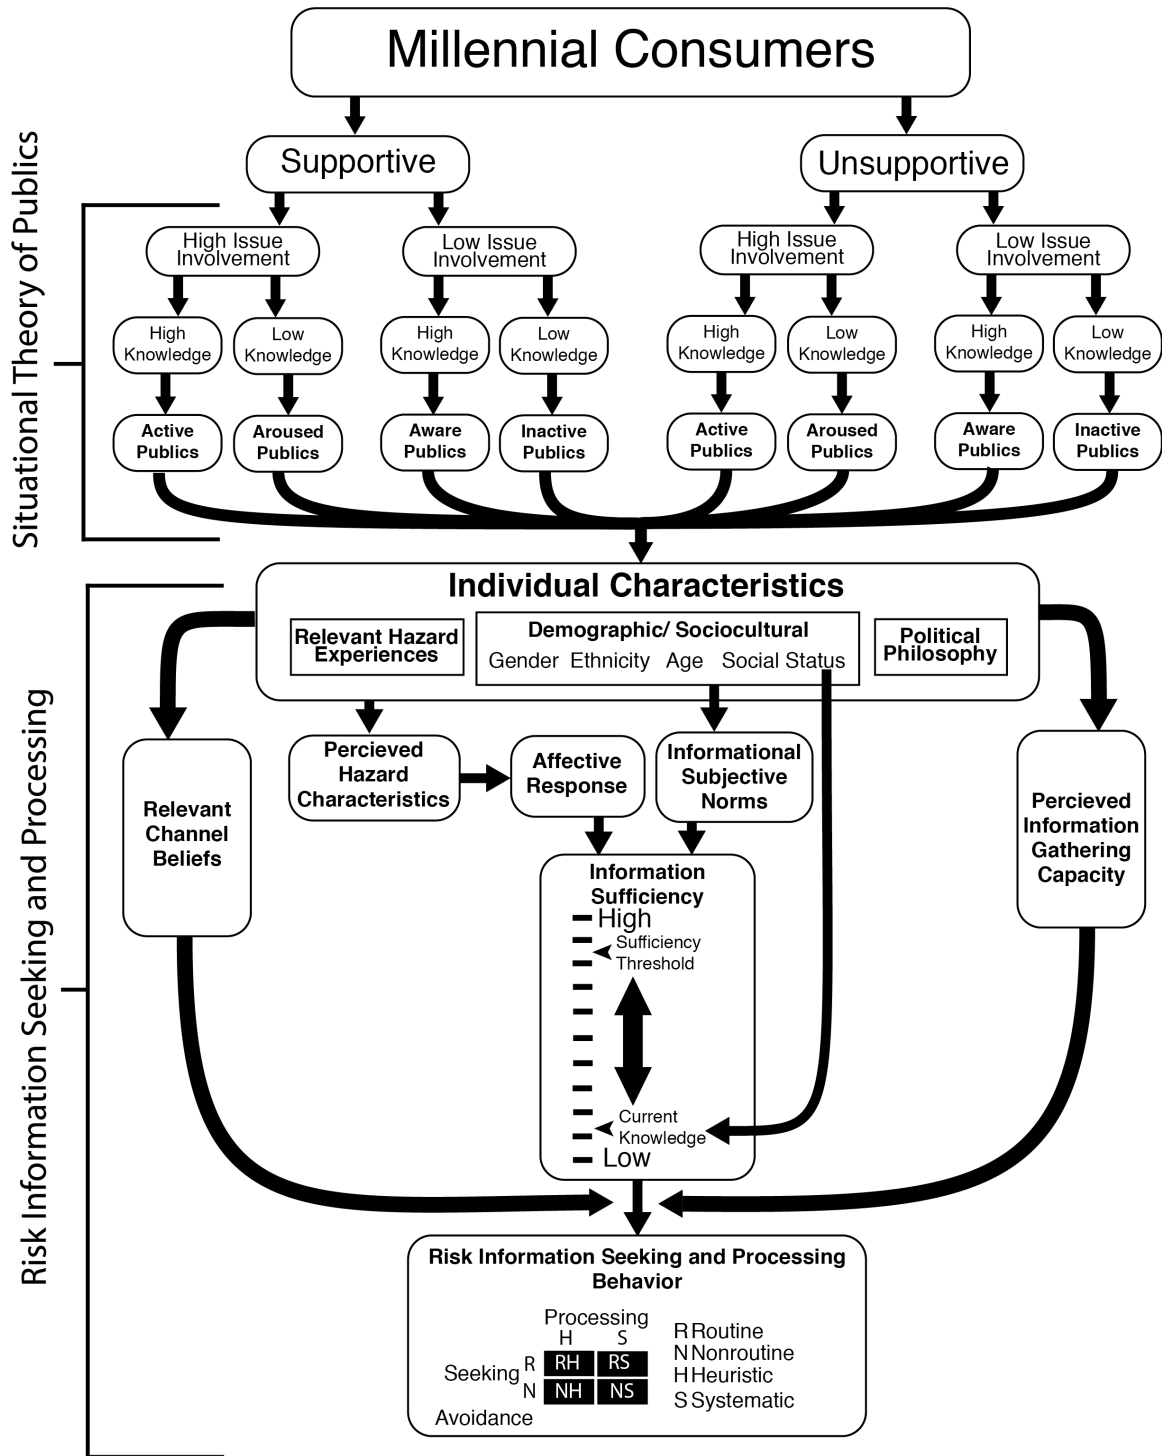 Millennial Consumers
Supportive
Unsupportive
Situational Theory of Publics
High Issue
Involvement
Low Issue
Involvement
High Issue
Involvement
Low Issue
Involvement
High
Knowledge
Low
Knowledge
High
Knowledge
Low
Knowledge
High
Knowledge
Low
Knowledge
High
Knowledge
Low
Knowledge
Active
Publics
Aroused
Publics
Aware
Publics
Inactive
Publics
Active
Publics
Aroused
Publics
Aware
Publics
Inactive
Publics
Risk Information Seeking and Processing
Individual Characteristics
Relevant Hazard
Experiences
Demographic/ Sociocultural
Gender Ethnicity Age Social Status
Political
Philosophy
Relevant
Channel
Beliefs
Percieved
Hazard
Characteristics
Affective
Response
Informational
Subjective
Norms
Percieved
Information
Gathering
Capacity
Information
Sufficiency
High
Sufficiency
Threshold
Current
Knowledge
Low
Risk Information Seeking and Processing
Behavior
Processing
H S
Seeking
R RH RS
N NH NS
Avoidance
R Routine
N Nonroutine
H Heuristic
S Systematic